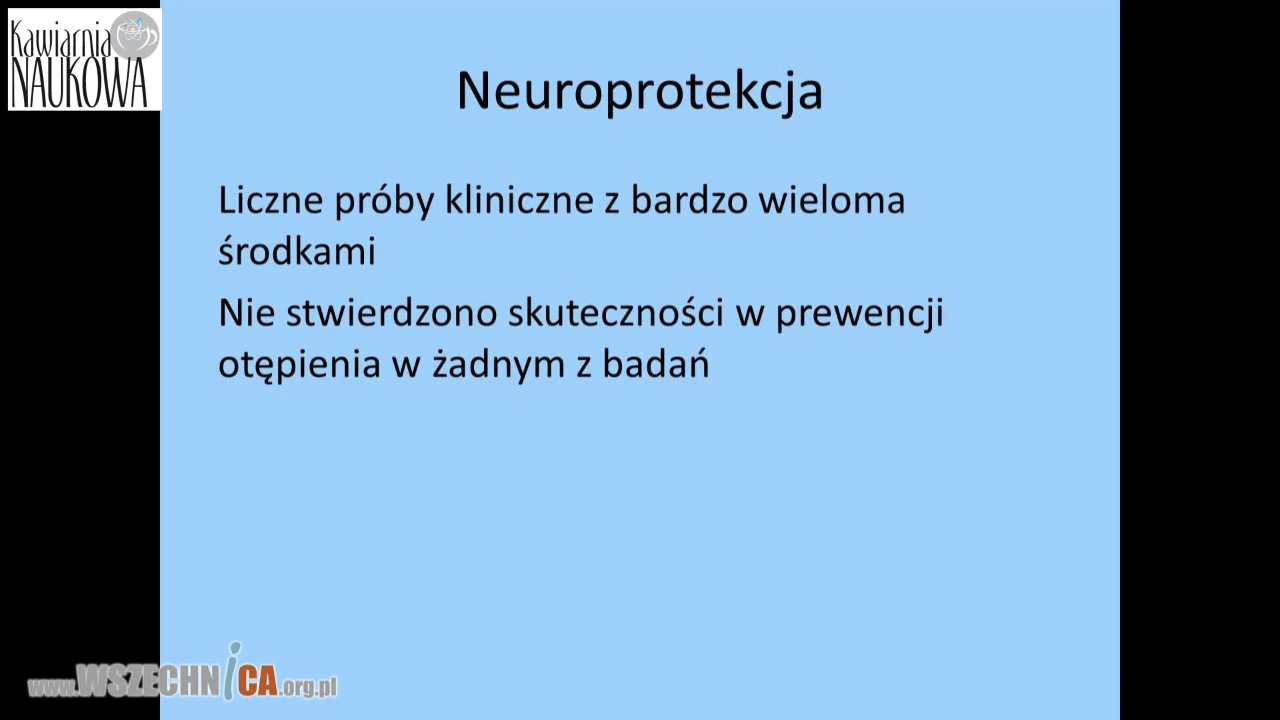 Kawiarnia
NAUKOWA
Neuroprotekcja
Liczne próby kliniczne z bardzo wieloma
środkami
Nie stwierdzono skuteczności w prewencji
otępienia w żadnym z badań
www.WSZECHNiCA.org.pl